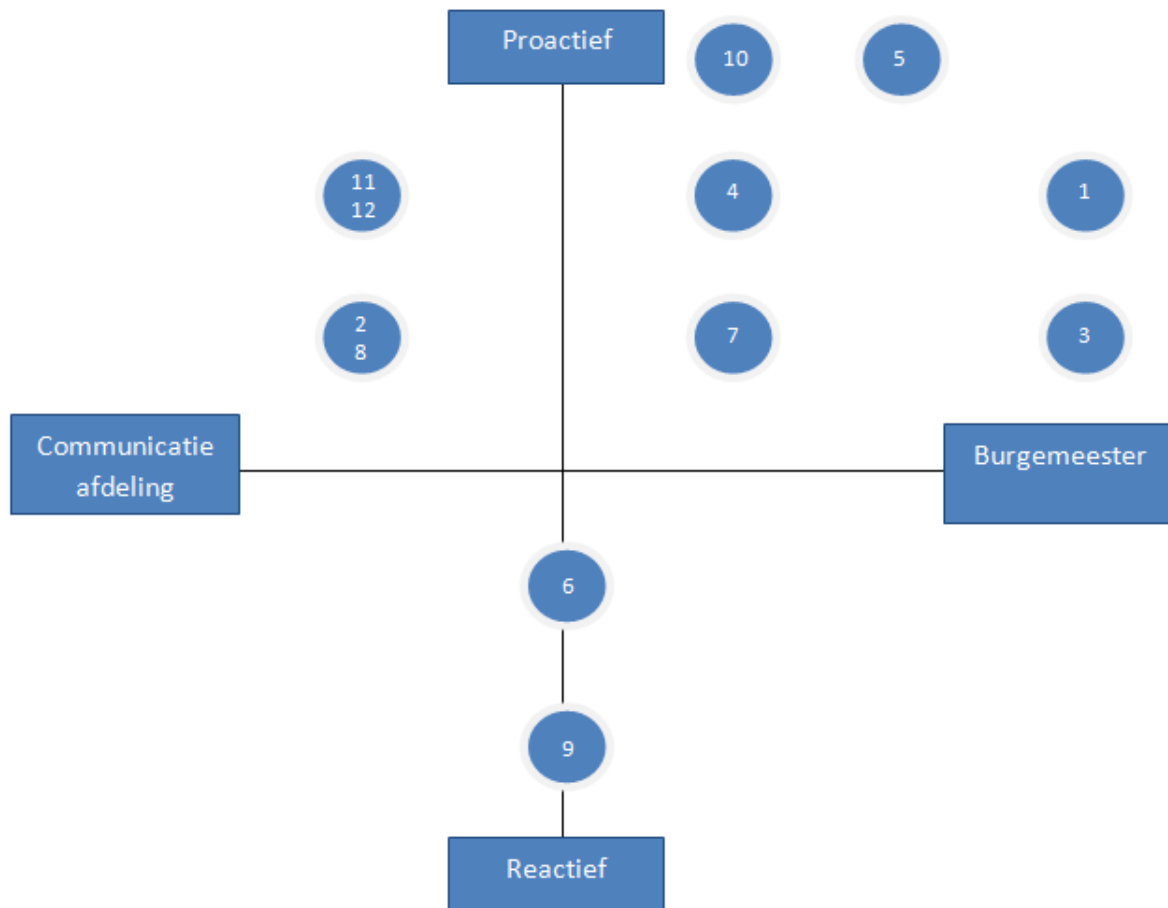 Proactief
10
5
11
12
4
1
2
8
7
3
Communicatie
afdeling
Burgemeester
6
9
Reactief